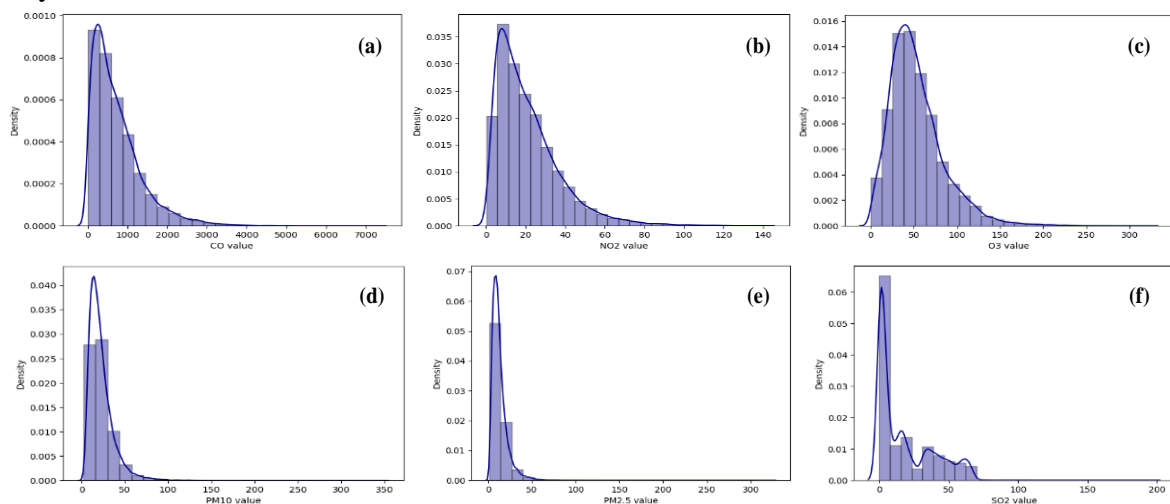 (a)
0.0010
0.0008
0.0006
0.0004
0.0002
0.0000
Density
0 1000 2000 3000 4000 5000 6000 7000
CO value
(b)
0.035
0.030
0.025
0.020
0.015
0.010
0.005
0.000
Density
0 20 40 60 80 100 120 140
NO2 value
(c)
0.016
0.014
0.012
0.010
0.008
0.006
0.004
0.002
0.000
Density
0 50 100 150 200 250 300
O3 value
(d)
0.040
0.035
0.030
0.025
0.020
0.015
0.010
0.005
0.000
Density
0 50 100 150 200 250 300 350
PM10 value
(e)
0.07
0.06
0.05
0.04
0.03
0.02
0.01
0.00
Density
0 50 100 150 200 250 300
PM2.5 value
(f)
0.06
0.05
0.04
0.03
0.02
0.01
0.00
Density
0 50 100 150 200
SO2 value